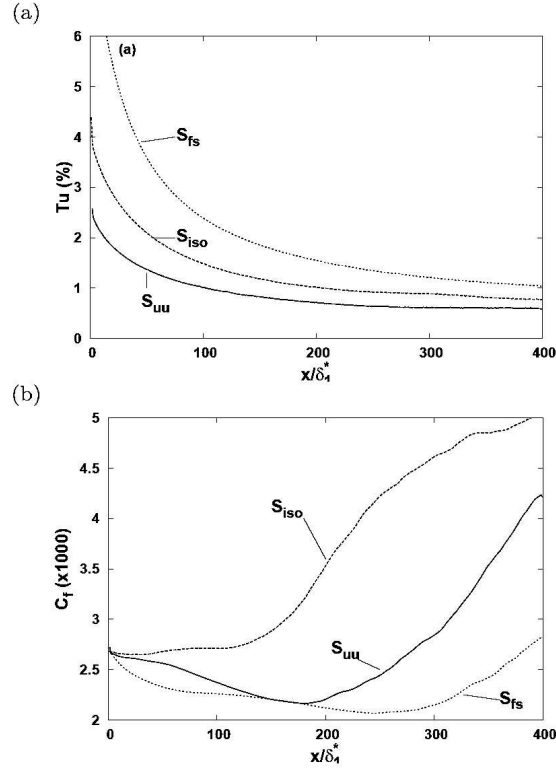 (a)
6
(a)
5
4
S_fs
Tu (%)
3
2
S_iso
1
S_uu
0
0 100 200 300 400
x/δ₁*
(b)
5
4.5
4
S_iso
3.5
C_f (x1000)
3
S_uu
2.5
S_fs
2
0 100 200 300 400
x/δ₁*